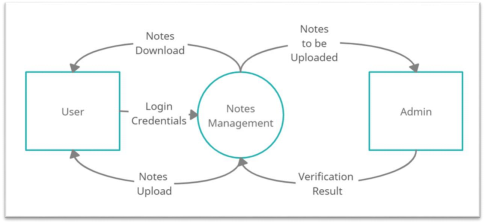 Notes
Download
Notes
to be
Uploaded
User
Login
Credentials
Notes
Management
Admin
Notes
Upload
Verification
Result